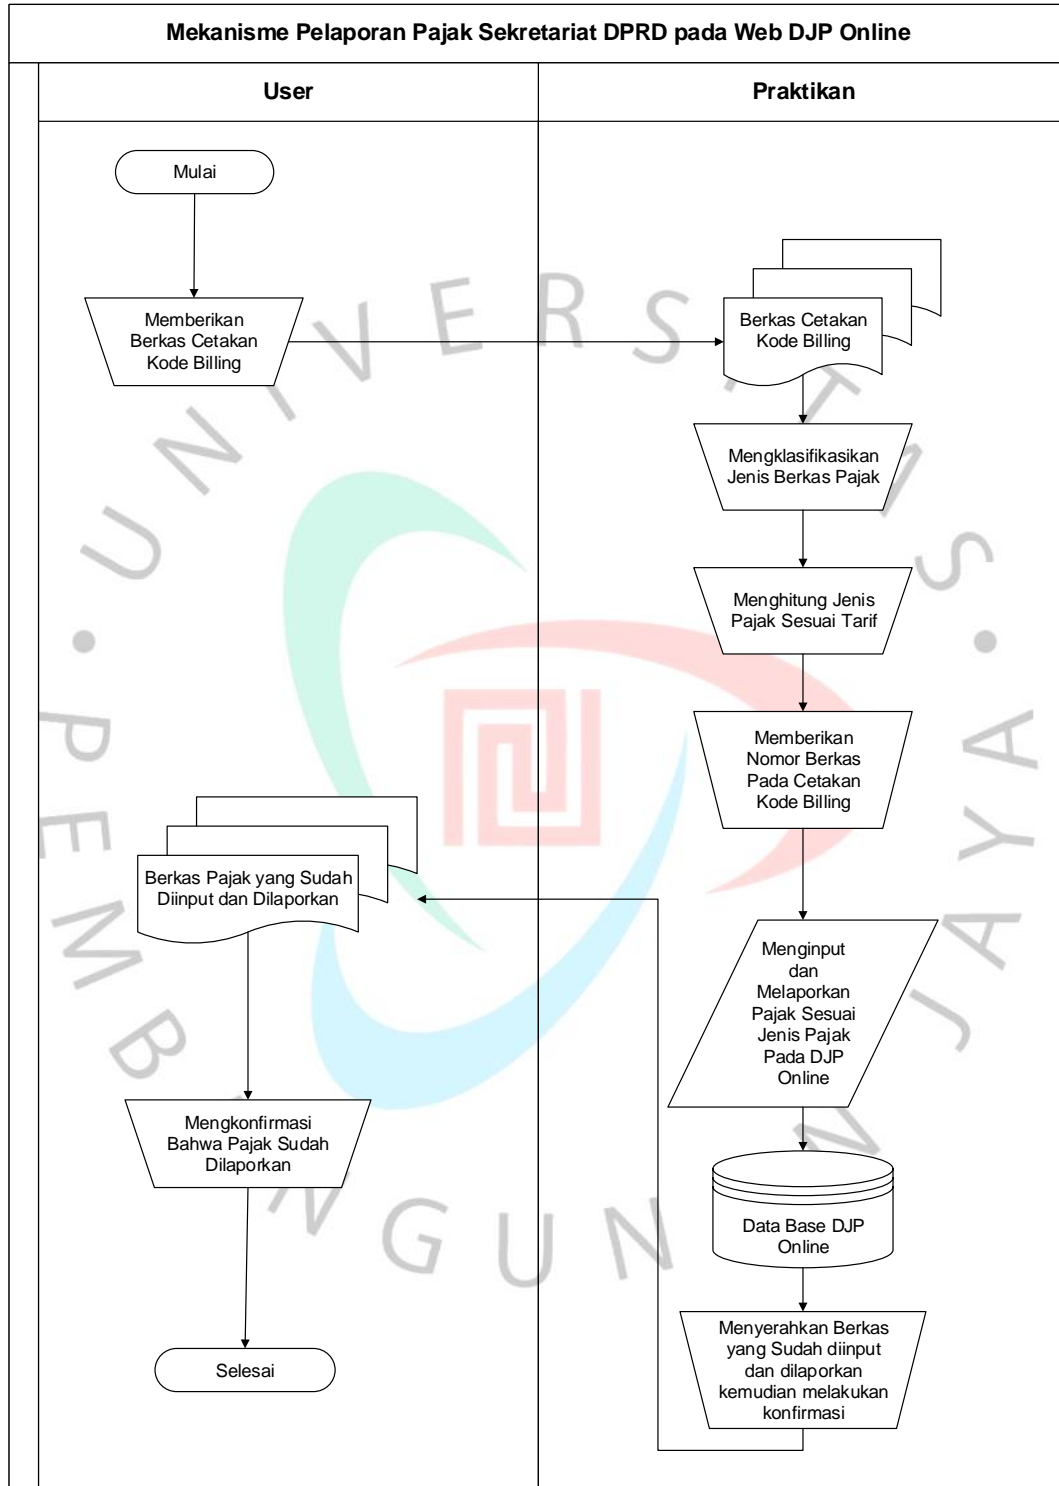 Mekanisme Pelaporan Pajak Sekretariat DPRD pada Web DJP Online
User
Praktikan
Mulai
Memberikan
Berkas Cetakan
Kode Billing
Berkas Cetakan
Kode Billing
Mengklasifikasikan
Jenis Berkas Pajak
Menghitung Jenis
Pajak Sesuai Tarif
Memberikan
Nomor Berkas
Pada Cetakan
Kode Billing
Menginput
dan
Melaporkan
Pajak Sesuai
Jenis Pajak
Pada DJP
Online
Data Base DJP
Online
Menyerahkan Berkas
yang Sudah diinput
dan dilaporkan
kemudian melakukan
konfirmasi
Berkas Pajak yang Sudah
Diinput dan Dilaporkan
Mengkonfirmasi
Bahwa Pajak Sudah
Dilaporkan
Selesai